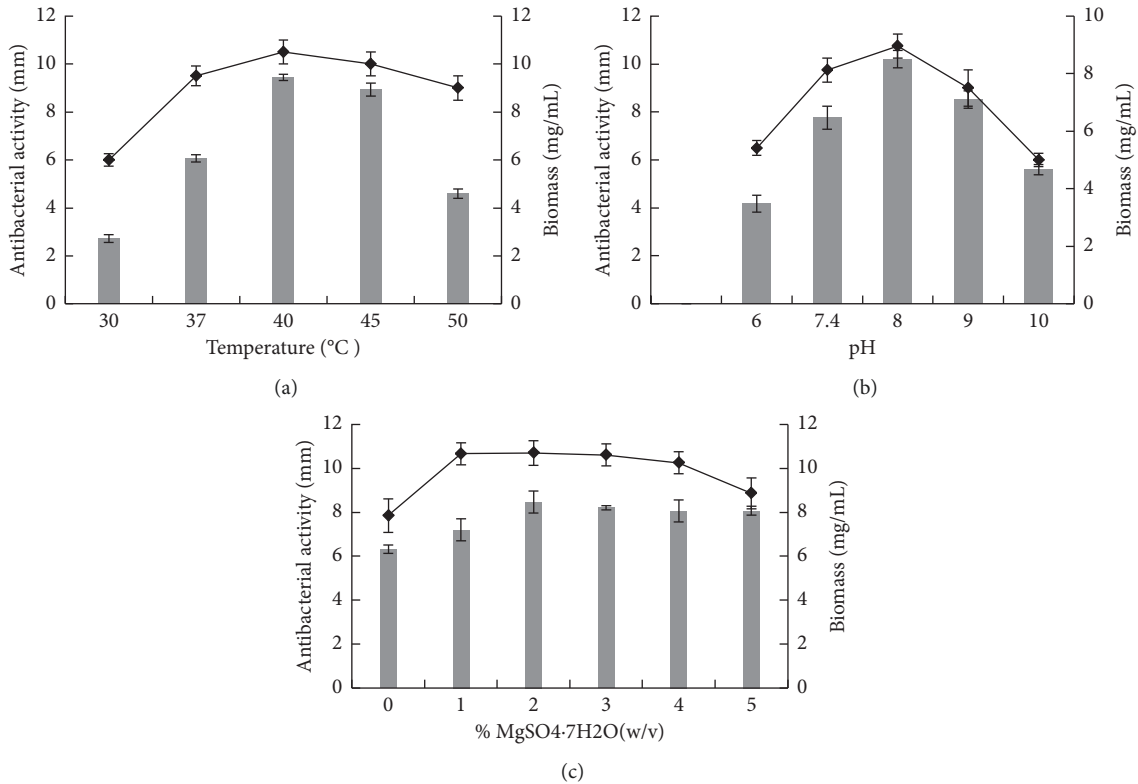 Antibacterial activity (mm)
12
10
8
6
4
2
0
30 37 40 45 50
Temperature (°C )
12
10
8
6
4
2
0
Biomass (mg/mL)
(a)
Antibacterial activity (mm)
12
10
8
6
4
2
0
6 7.4 8 9 10
pH
10
8
6
4
2
0
Biomass (mg/mL)
(b)
Antibacterial activity (mm)
12
10
8
6
4
2
0
0 1 2 3 4 5
% MgSO4·7H2O(w/v)
12
10
8
6
4
2
0
Biomass (mg/mL)
(c)